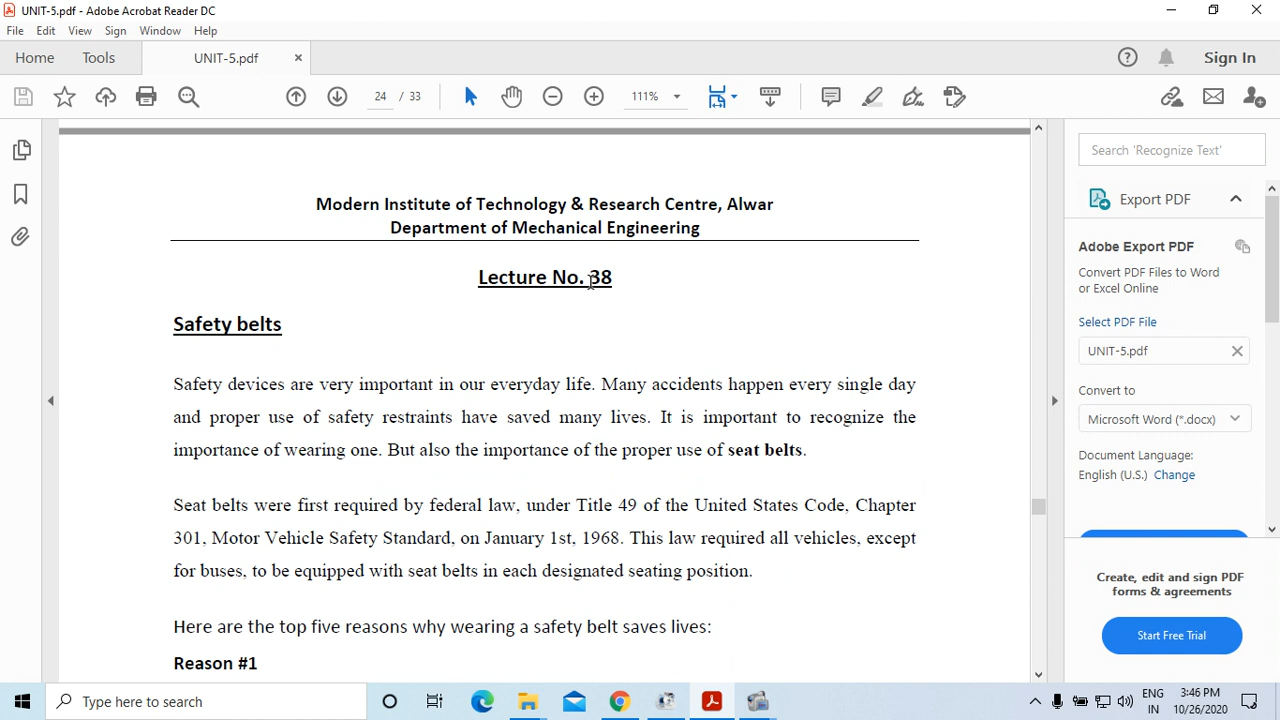 UNIT-5.pdf - Adobe Acrobat Reader DC
File Edit View Sign Window Help
Home Tools UNIT-5.pdf × Sign In
24 / 33 111%
Modern Institute of Technology & Research Centre, Alwar
Department of Mechanical Engineering
Lecture No. 38
Safety belts
Safety devices are very important in our everyday life. Many accidents happen every single day
and proper use of safety restraints have saved many lives. It is important to recognize the
importance of wearing one. But also the importance of the proper use of seat belts.
Seat belts were first required by federal law, under Title 49 of the United States Code, Chapter
301, Motor Vehicle Safety Standard, on January 1st, 1968. This law required all vehicles, except
for buses, to be equipped with seat belts in each designated seating position.
Here are the top five reasons why wearing a safety belt saves lives:
Reason #1
Search 'Recognize Text'
Export PDF
Adobe Export PDF
Convert PDF Files to Word
or Excel Online
Select PDF File
UNIT-5.pdf
Convert to
Microsoft Word (*.docx)
Document Language:
English (U.S.) Change
Create, edit and sign PDF
forms & agreements
Start Free Trial
Type here to search
ENG
IN
3:46 PM
10/26/2020